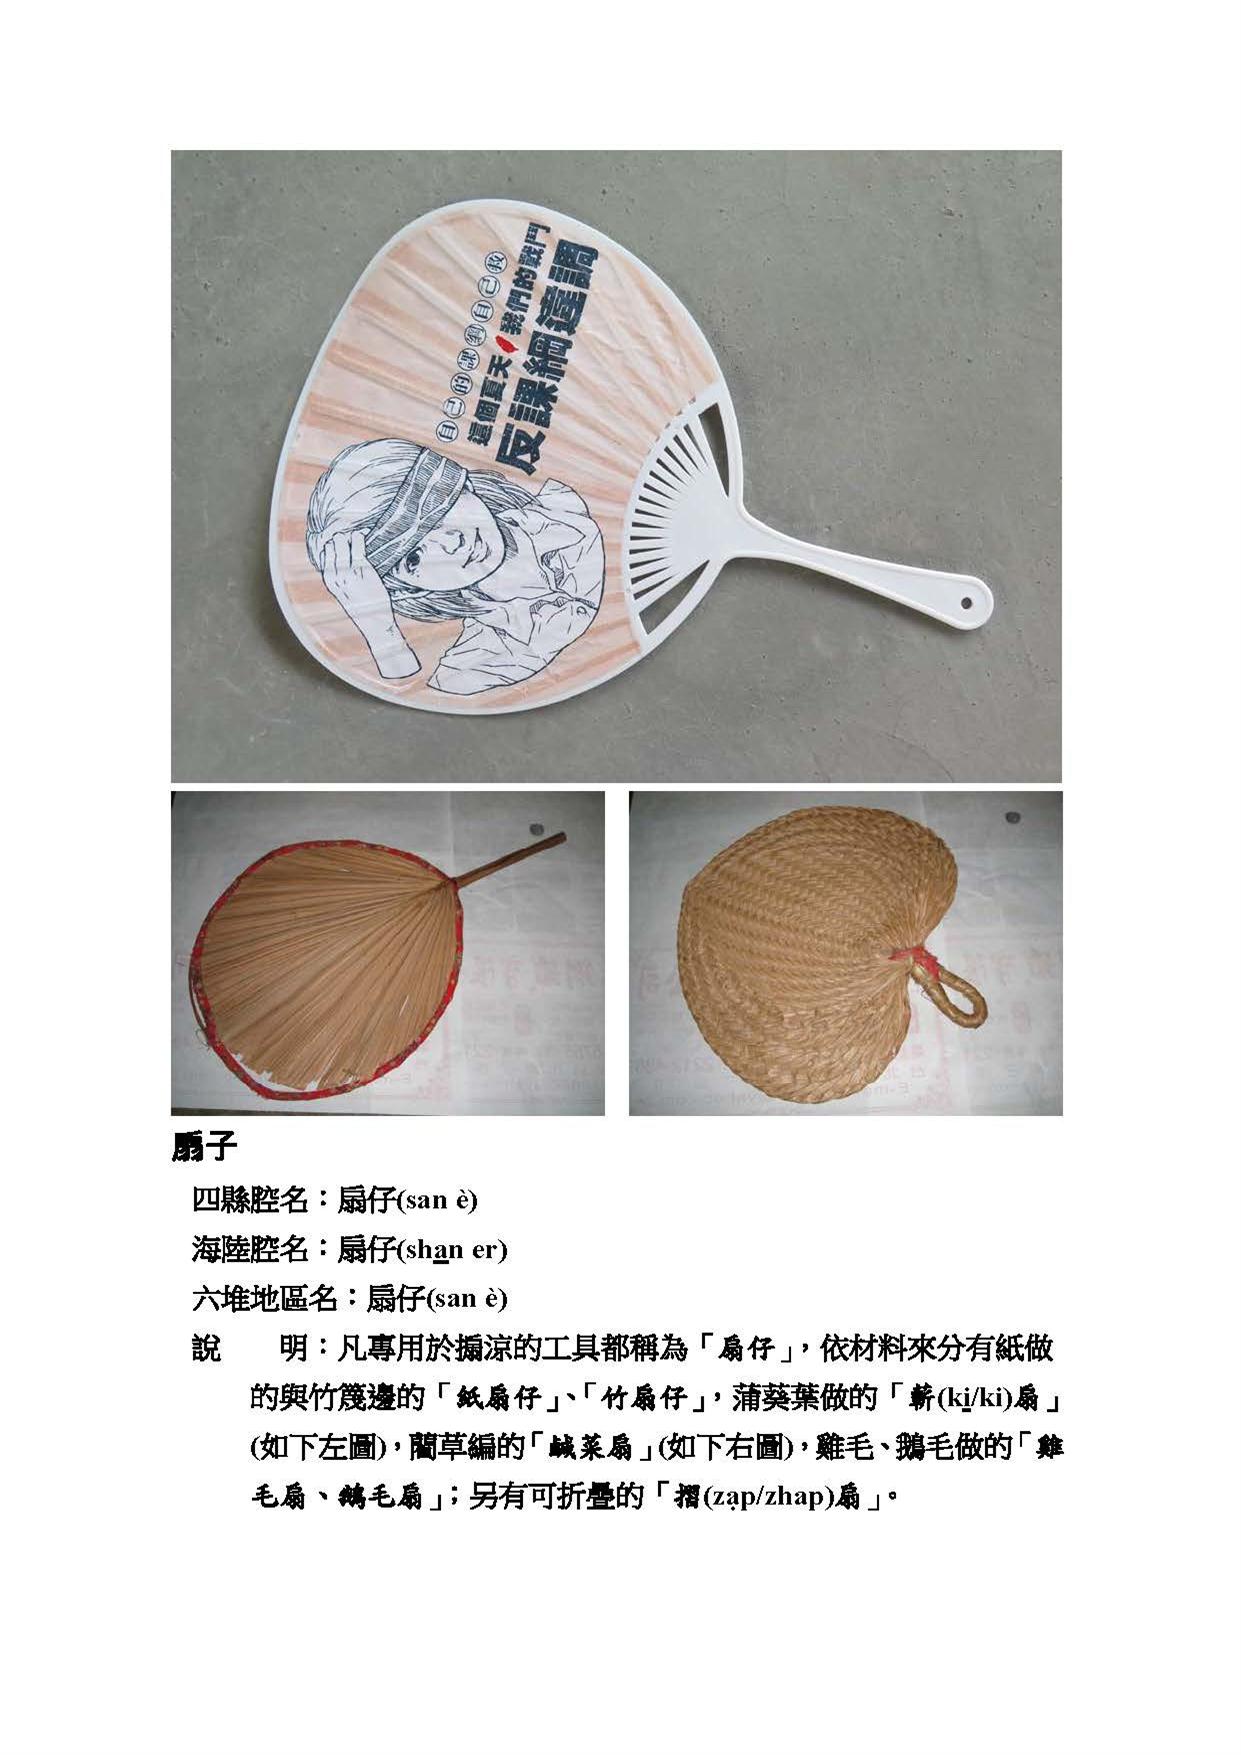 自己的課綱自己救
這個夏天 我們的戰鬥
反課綱違調
扇子
四縣腔名：扇仔(san è)
海陸腔名：扇仔(shan er)
六堆地區名：扇仔(san è)
說　　明：凡專用於搧涼的工具都稱為「扇仔」，依材料來分有紙做
的與竹篾邊的「紙扇仔」、「竹扇仔」，蒲葵葉做的「蘄(ki/ki)扇」
(如下左圖)，藺草編的「鹹菜扇」(如下右圖)，雞毛、鵝毛做的「雞
毛扇、鵝毛扇」；另有可折疊的「摺(zap/zhap)扇」。